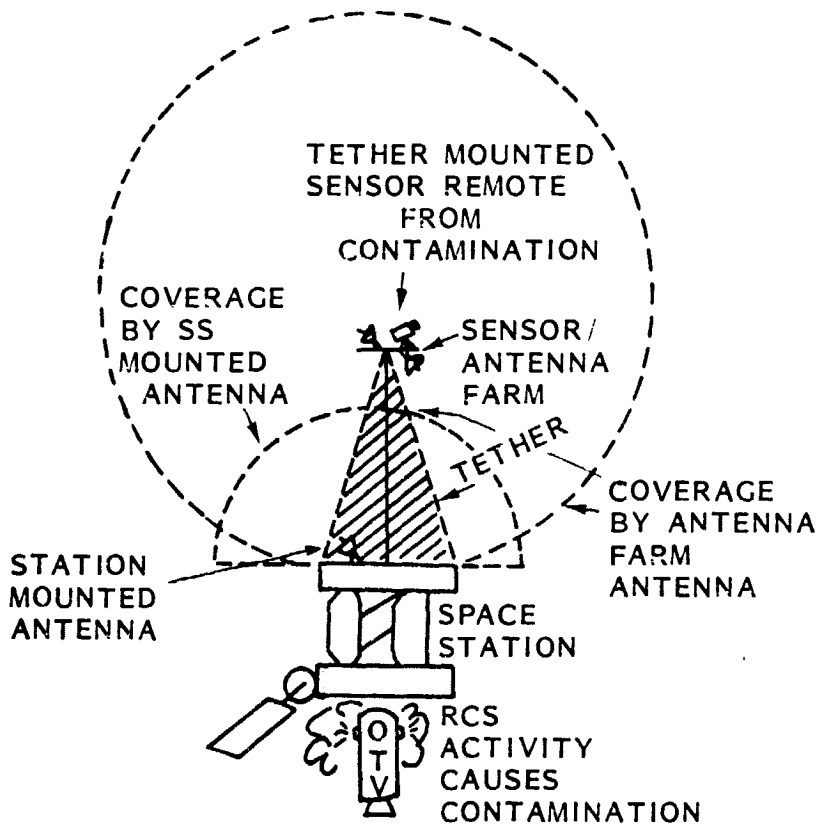 TETHER MOUNTED
SENSOR REMOTE
FROM
CONTAMINATION
COVERAGE
BY SS
MOUNTED
ANTENNA
SENSOR/
ANTENNA
FARM
TETHER
COVERAGE
BY ANTENNA
FARM
ANTENNA
STATION
MOUNTED
ANTENNA
SPACE
STATION
RCS
ACTIVITY
CAUSES
CONTAMINATION
O
T
V